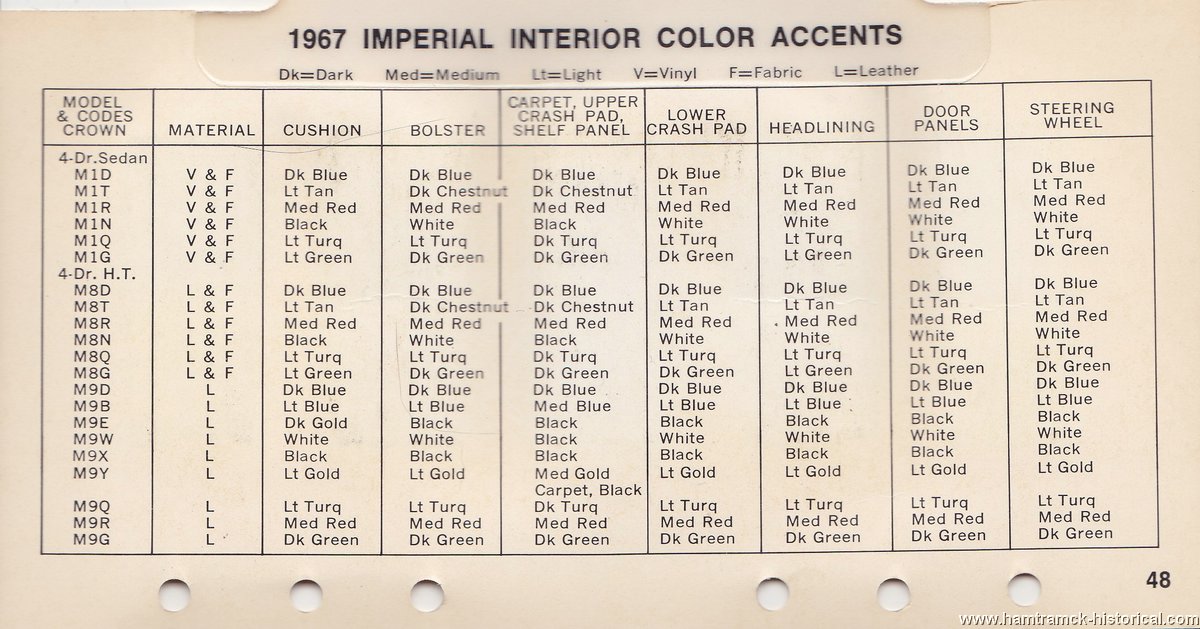 1967 IMPERIAL INTERIOR COLOR ACCENTS
Dk=Dark Med=Medium Lt=Light V=Vinyl F=Fabric L=Leather
MODEL & CODES CROWN MATERIAL CUSHION BOLSTER CARPET, UPPER CRASH PAD, SHELF PANEL LOWER CRASH PAD HEADLINING DOOR PANELS STEERING WHEEL
4-Dr.Sedan
M1D V & F Dk Blue Dk Blue Dk Blue Dk Blue Dk Blue Dk Blue Dk Blue
M1T V & F Lt Tan Dk Chestnut Dk Chestnut Lt Tan Lt Tan Lt Tan Lt Tan
M1R V & F Med Red Med Red Med Red Med Red Med Red Med Red Med Red
M1N V & F Black White Black White White White White
M1Q V & F Lt Turq Lt Turq Dk Turq Lt Turq Lt Turq Lt Turq Lt Turq
M1G V & F Lt Green Dk Green Dk Green Dk Green Lt Green Dk Green Dk Green
4-Dr. H.T.
M8D L & F Dk Blue Dk Blue Dk Blue Dk Blue Dk Blue Dk Blue Dk Blue
M8T L & F Lt Tan Dk Chestnut Dk Chestnut Lt Tan Lt Tan Lt Tan Lt Tan
M8R L & F Med Red Med Red Med Red Med Red Med Red Med Red Med Red
M8N L & F Black White Black White White White White
M8Q L & F Lt Turq Lt Turq Dk Turq Lt Turq Lt Turq Lt Turq Lt Turq
M8G L & F Lt Green Dk Green Dk Green Dk Green Lt Green Dk Green Dk Green
M9D L Dk Blue Dk Blue Dk Blue Dk Blue Dk Blue Dk Blue Dk Blue
M9B L Lt Blue Lt Blue Med Blue Lt Blue Lt Blue Lt Blue Lt Blue
M9E L Dk Gold Black Black Black Black Black Black
M9W L White White Black White White White White
M9X L Black Black Black Black Black Black Black
M9Y L Lt Gold Lt Gold Med Gold Lt Gold Lt Gold Lt Gold Lt Gold
Carpet, Black
M9Q L Lt Turq Lt Turq Dk Turq Lt Turq Lt Turq Lt Turq Lt Turq
M9R L Med Red Med Red Med Red Med Red Med Red Med Red Med Red
M9G L Dk Green Dk Green Dk Green Dk Green Dk Green Dk Green Dk Green
48
www.hamtramck-historical.com